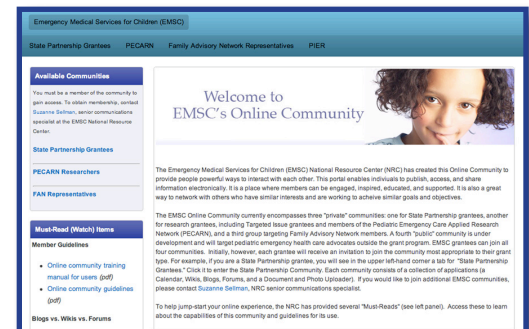 Emergency Medical Services for Children (EMSC)
State Partnership Grantees PECARN Family Advisory Network Representatives PIER
Available Communities
You must be a member of the community to
gain access. To obtain membership, contact
Suzanne Sellman, senior communications
specialist at the EMSC National Resource
Center.
State Partnership Grantees
PECARN Researchers
FAN Representatives
Must-Read (Watch) Items
Member Guidelines
Online community training
manual for users (pdf)
Online community guidelines
(pdf)
Blogs vs. Wikis vs. Forums
Welcome to
EMSC's Online Community
The Emergency Medical Services for Children (EMSC) National Resource Center (NRC) has created this Online Community to
provide people powerful ways to interact with each other. This portal enables indiviuals to publish, access, and share
information electronically. It is a place where members can be engaged, inspired, educated, and supported. It is also a great
way to network with others who have similar interests and are working to acheive similar goals and objectives.
The EMSC Online Community currently encompasses three "private" communities: one for State Partnership grantees, another
for research grantees, including Targeted Issue grantees and members of the Pediatric Emergency Care Applied Research
Network (PECARN), and a third group targeting Family Advisory Network members. A fourth "public" community is under
development and will target pediatric emergency health care advocates outside the grant program. EMSC grantees can join all
four communities. Initially, however, each grantee will receive an invitation to join the community most appropriate to their grant
type. For example, if you are a State Partnership grantee, you will see in the upper left-hand corner a tab for "State Partnership
Grantees." Click it to enter the State Partnership Community. Each community consists of a collection of applications (a
Calendar, Wikis, Blogs, Forums, and a Document and Photo Uploader). If you would like to join additional EMSC communities,
please contact Suzanne Sellman, NRC senior communications specialist.
To help jump-start your online experience, the NRC has provided several "Must-Reads" (see left panel). Access these to learn
about the capabilities of this community and guidelines for its use.